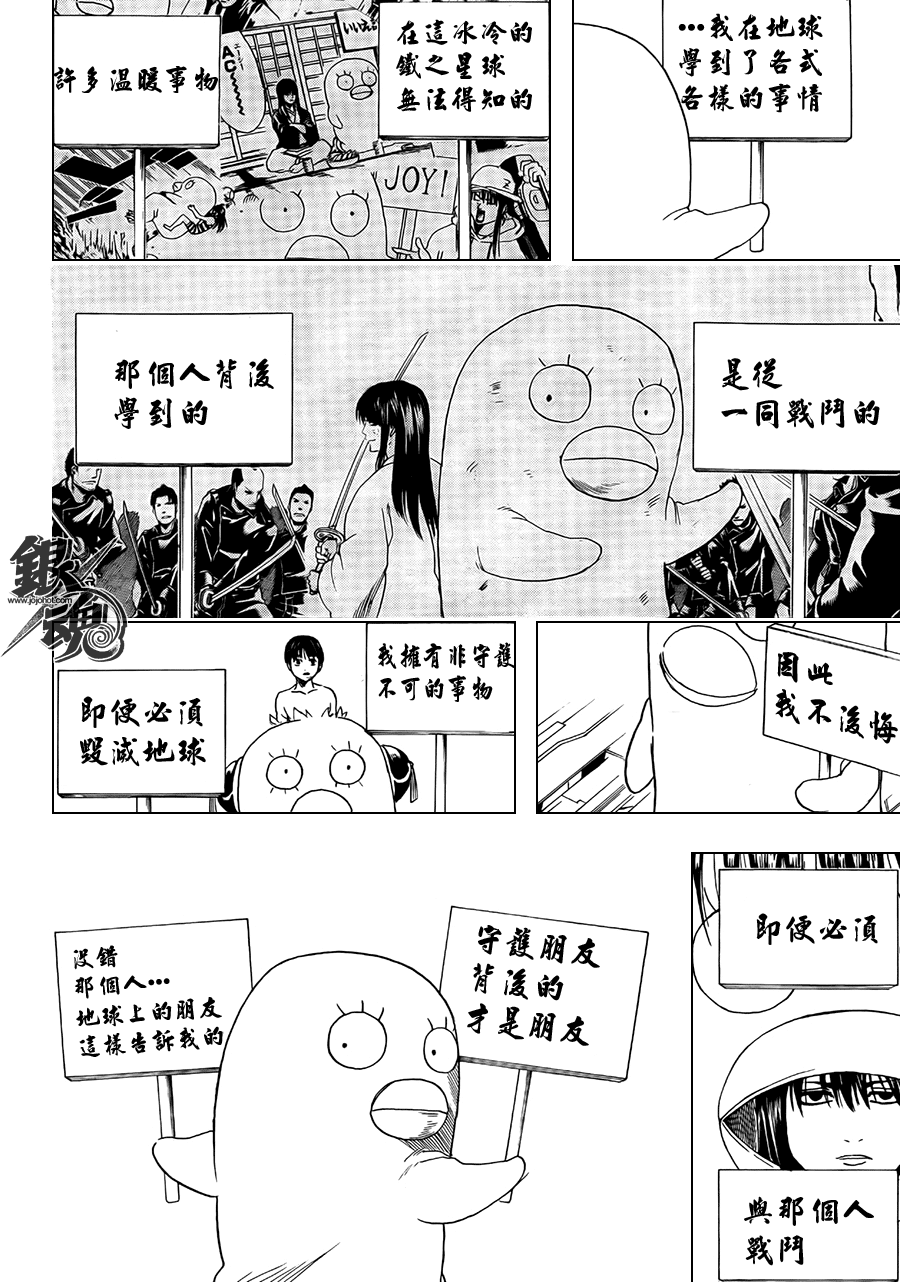 …我在地球
學到了各式
各樣的事情
在這冰冷的
鐵之星球
無法得知的
許多溫暖事物
AC
JOY!
是從
一同戰鬥的
那個人背後
學到的
銀魂
www.jojohot.com
因此
我不後悔
我擁有非守護
不可的事物
即便必須
毀滅地球
即便必須
與那個人
戰鬥
守護朋友
背後的
才是朋友
沒錯
那個人…
地球上的朋友
這樣告訴我的